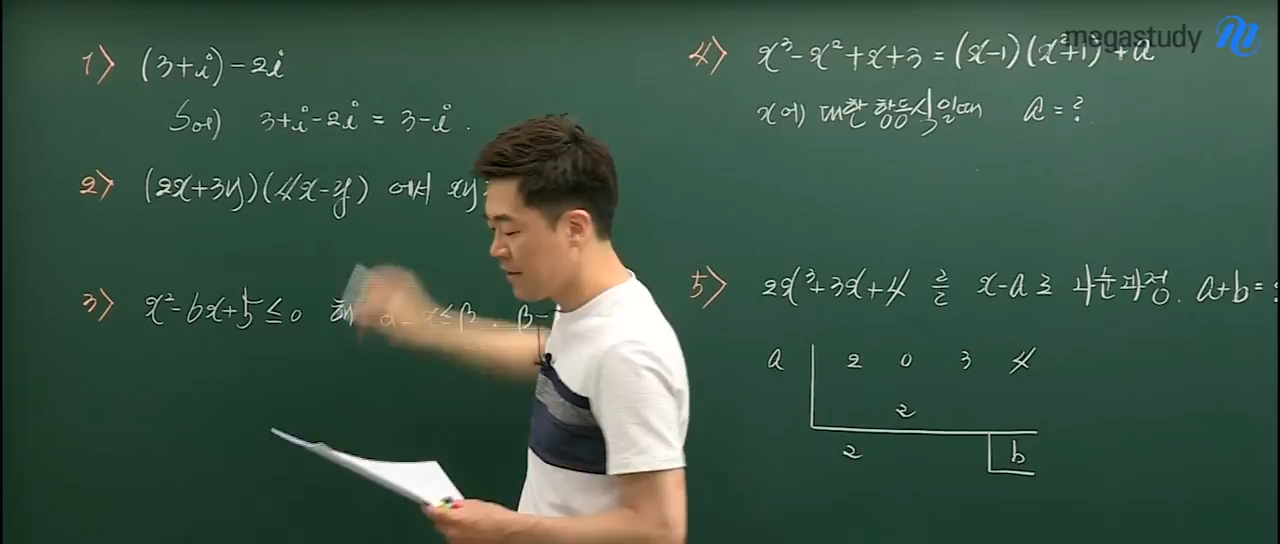 megastudy
1) (3+i)-2i
Sol) 3+i-2i = 3-i.
2) (2x+3y)(4x-y) 에서 xy
3) x²-6x+5≤0 해 α≤x≤β. β-
4) x³-x²+x+3=(x-1)(x²+1)+a
x에 대한 항등식일때 a=?
5) 2x³+3x+4 를 x-a로 나눈과정. a+b=?
a 2 0 3 4
2
2 b